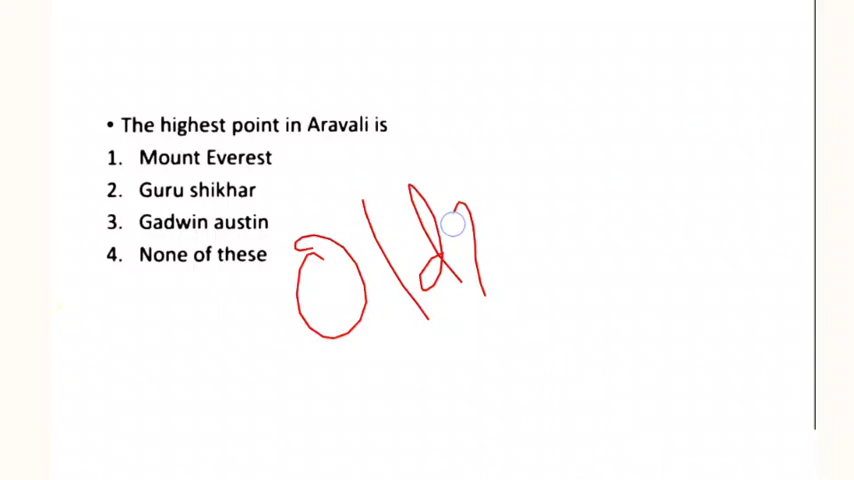 • The highest point in Aravali is
1. Mount Everest
2. Guru shikhar
3. Gadwin austin
4. None of these